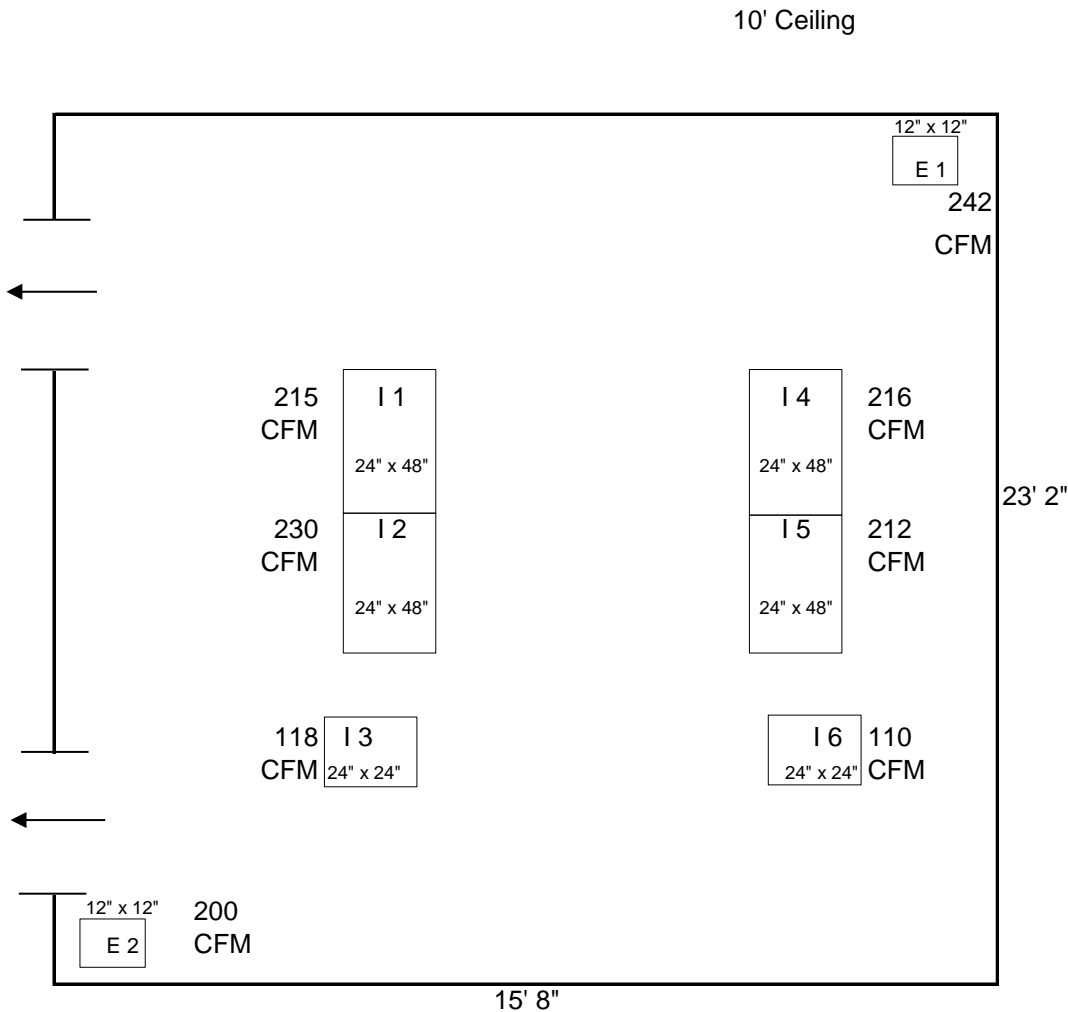 10' Ceiling
12" x 12"
E 1
242
CFM
215
CFM
I 1
24" x 48"
I 4
24" x 48"
216
CFM
23' 2"
230
CFM
I 2
24" x 48"
I 5
24" x 48"
212
CFM
118
CFM
I 3
24" x 24"
I 6
24" x 24"
110
CFM
12" x 12"
E 2
200
CFM
15' 8"